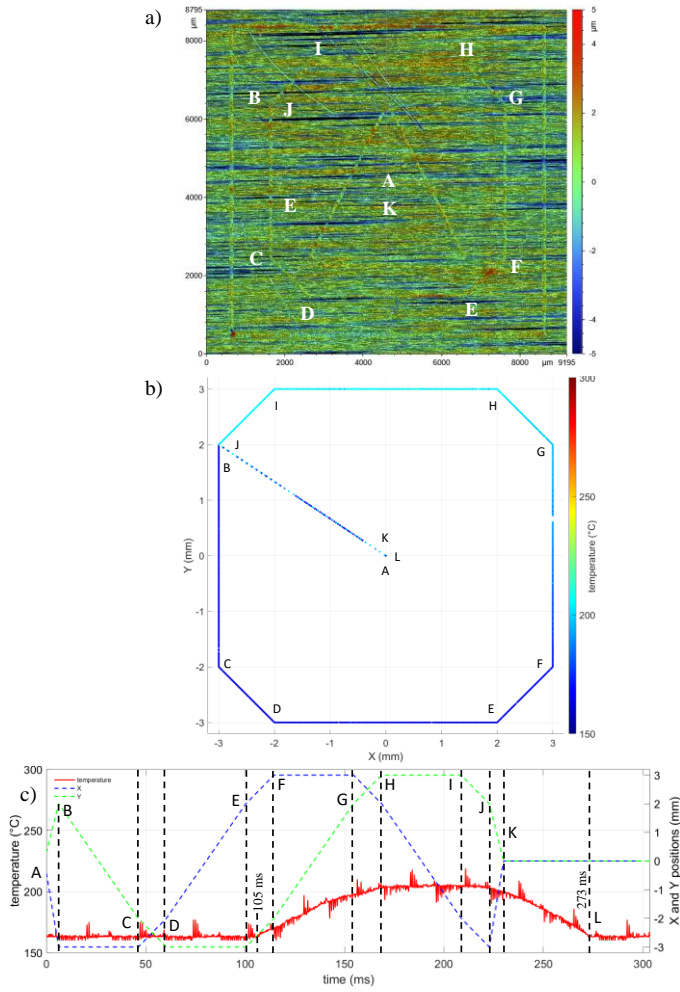 a)
8795
µm
8000
6000
4000
2000
0
0 2000 4000 6000 8000 µm 9195
I
H
B
J
G
A
E
K
C
F
D
E
5
µm
4
2
0
-2
-4
-5
b)
3
2
1
0
-1
-2
-3
Y (mm)
-3 -2 -1 0 1 2 3
X (mm)
I
H
J
G
B
K
L
A
C
F
D
E
300
250
200
150
temperature (°C)
c)
temperature
X
Y
300
250
200
150
temperature (°C)
A
B
C
D
E
105 ms
F
G
H
I
J
K
273 ms
L
3
2
1
0
-1
-2
-3
X and Y positions (mm)
0 50 100 150 200 250 300
time (ms)